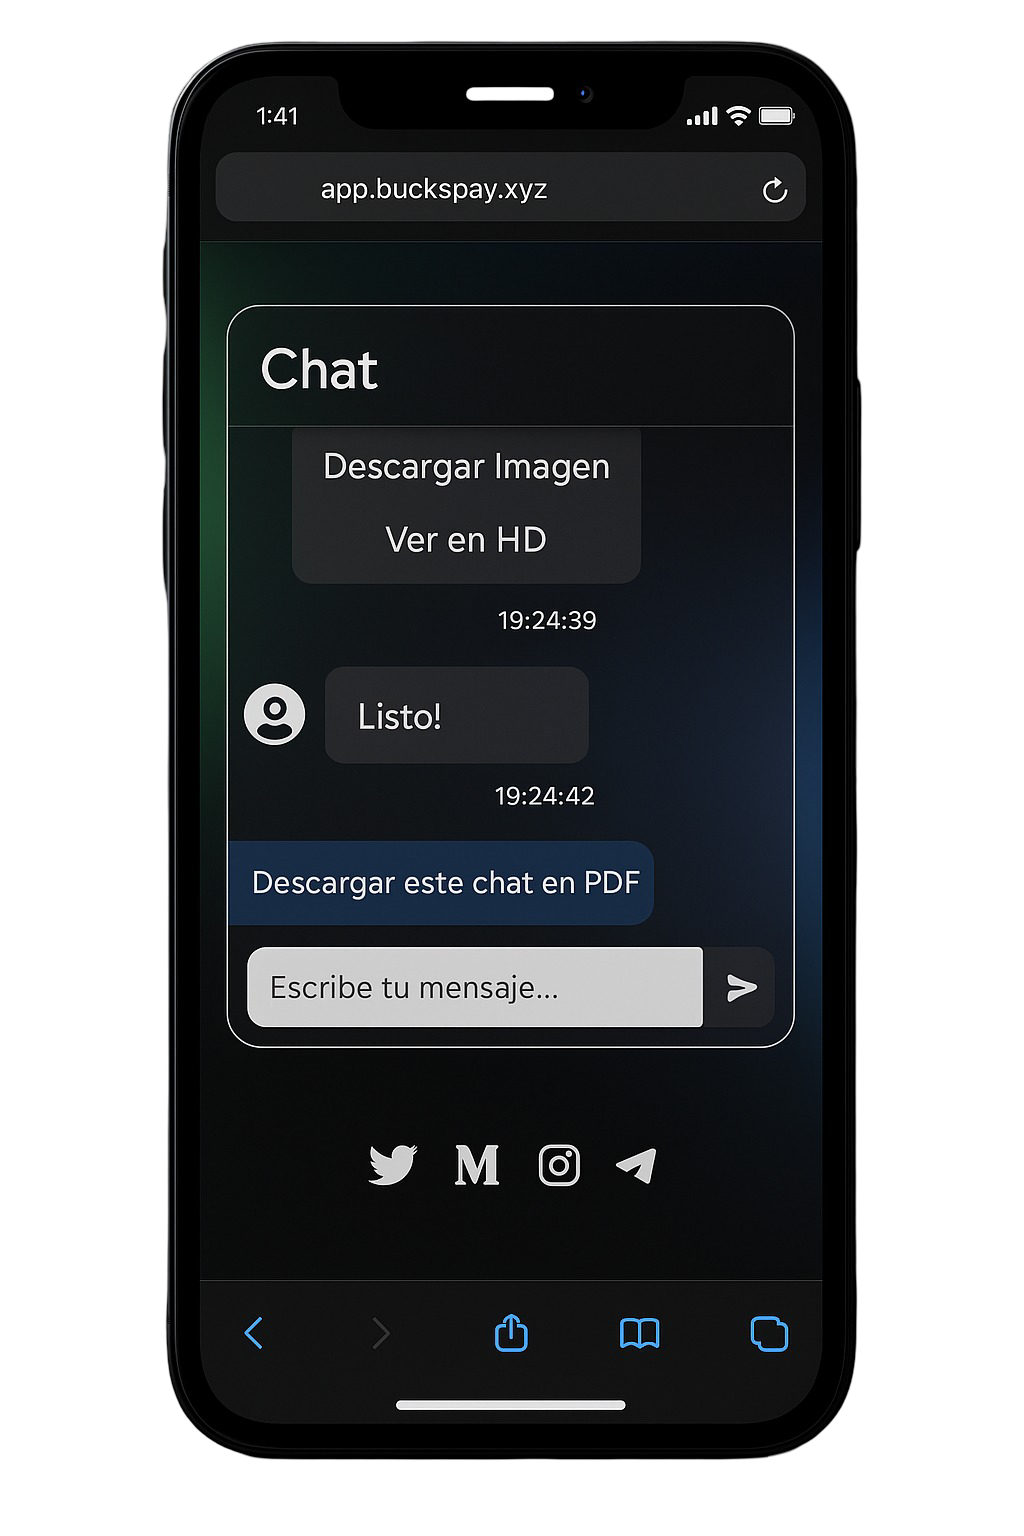 1:41
app.buckspay.xyz
Chat
Descargar Imagen
Ver en HD
19:24:39
Listo!
19:24:42
Descargar este chat en PDF
Escribe tu mensaje...